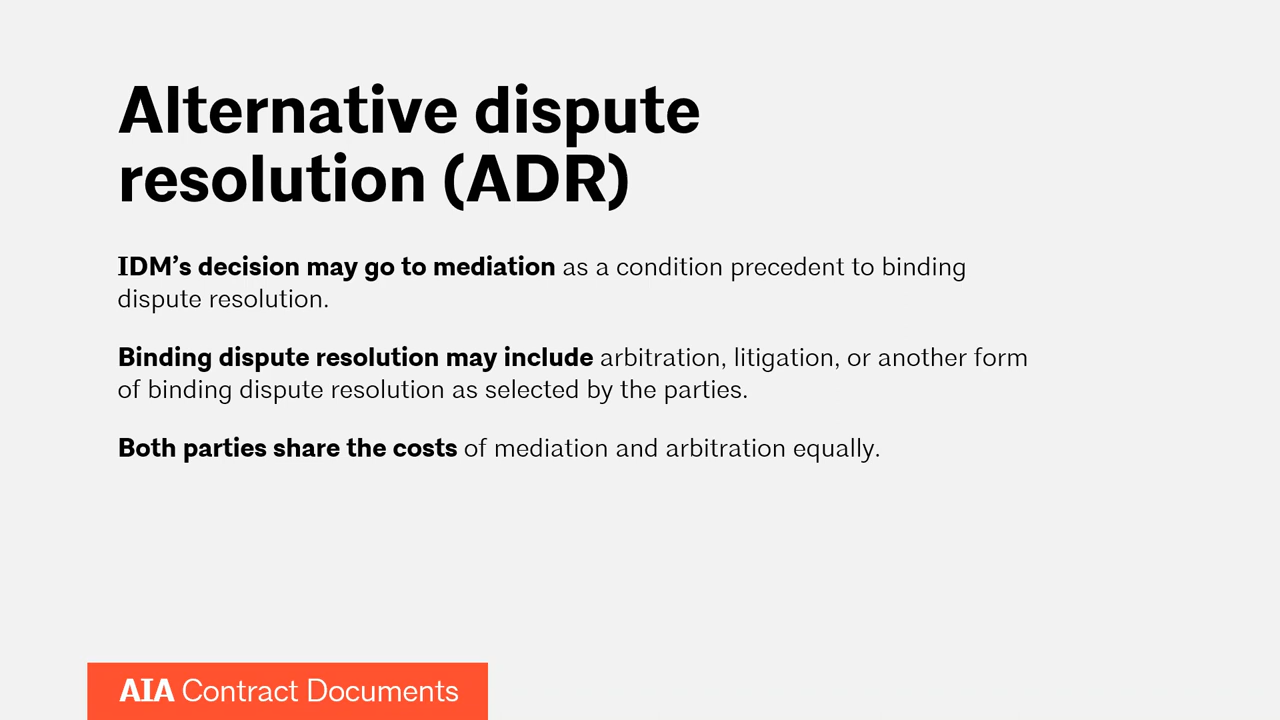 Alternative dispute
resolution (ADR)
IDM’s decision may go to mediation as a condition precedent to binding
dispute resolution.
Binding dispute resolution may include arbitration, litigation, or another form
of binding dispute resolution as selected by the parties.
Both parties share the costs of mediation and arbitration equally.
AIA Contract Documents